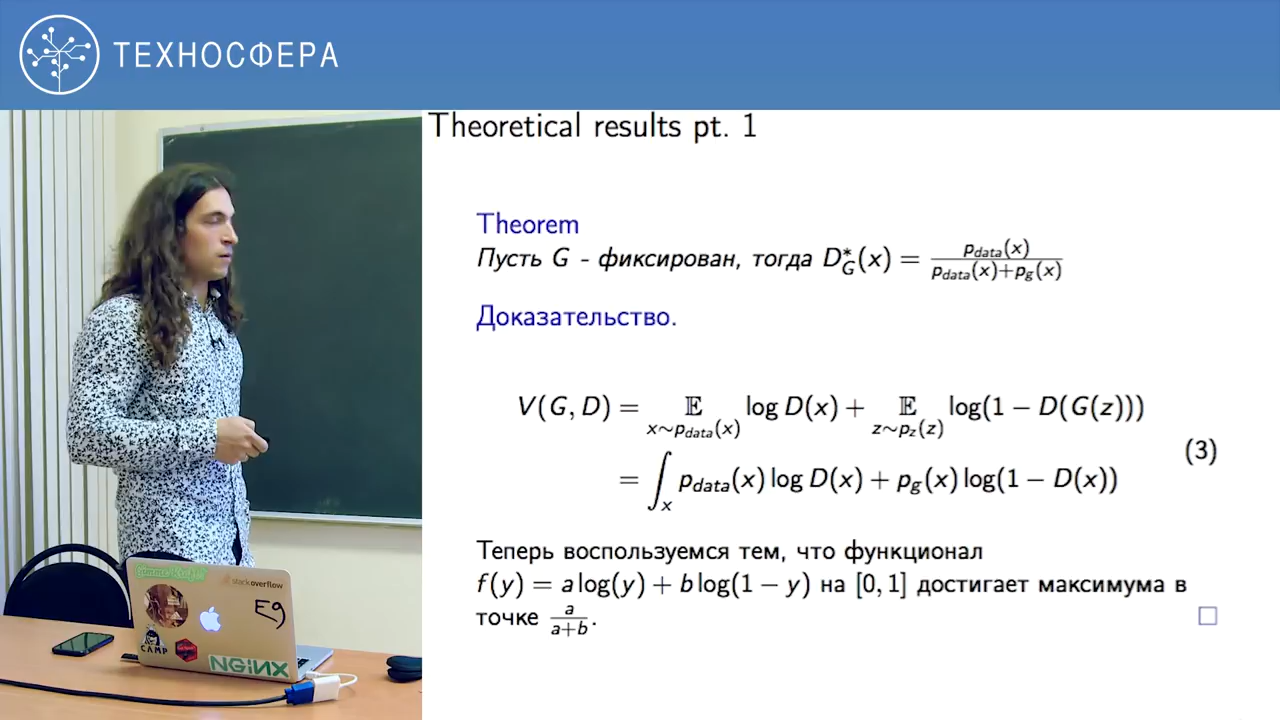 ТЕХНОСФЕРА
Theoretical results pt. 1
Theorem
Пусть G - фиксирован, тогда D*_G(x) = p_data(x) / (p_data(x)+p_g(x))
Доказательство.
V(G, D) = 𝔼_{x∼p_data(x)} log D(x) + 𝔼_{z∼p_z(z)} log(1 − D(G(z)))
= ∫_x p_data(x) log D(x) + p_g(x) log(1 − D(x))
(3)
Теперь воспользуемся тем, что функционал
f(y) = a log(y) + b log(1 − y) на [0, 1] достигает максимума в
точке a/(a+b). □
stackoverflow
Eg
CAMP
NGiNX